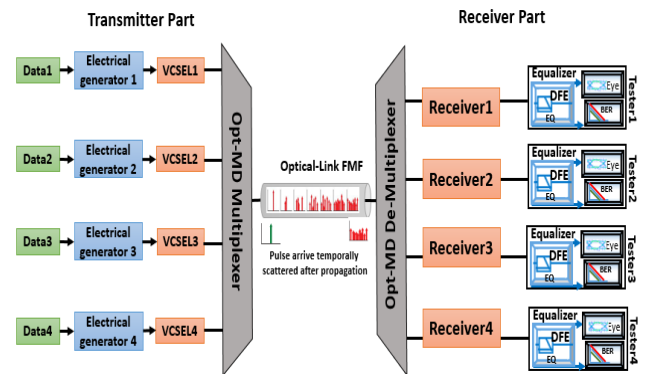 Transmitter Part
Receiver Part
Data1
Electrical
generator 1
VCSEL1
Data2
Electrical
generator 2
VCSEL2
Data3
Electrical
generator 3
VCSEL3
Data4
Electrical
generator 4
VCSEL4
Opt-MD Multiplexer
Optical-Link FMF
Pulse arrive temporally
scattered after propagation
Opt-MD De-Multiplexer
Receiver1
Equalizer
DFE
EQ
Eye
BER
Tester1
Receiver2
Equalizer
DFE
EQ
Eye
BER
Tester2
Receiver3
Equalizer
DFE
EQ
Eye
BER
Tester3
Receiver4
Equalizer
DFE
EQ
Eye
BER
Tester4